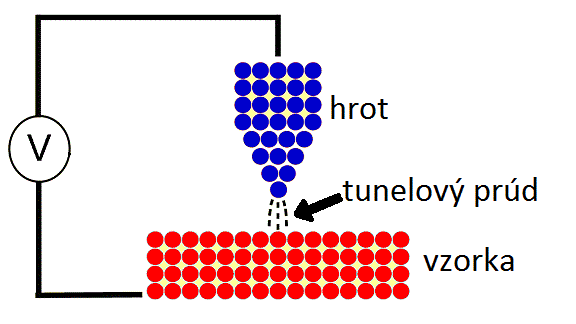 hrot
V
tunelový prúd
vzorka